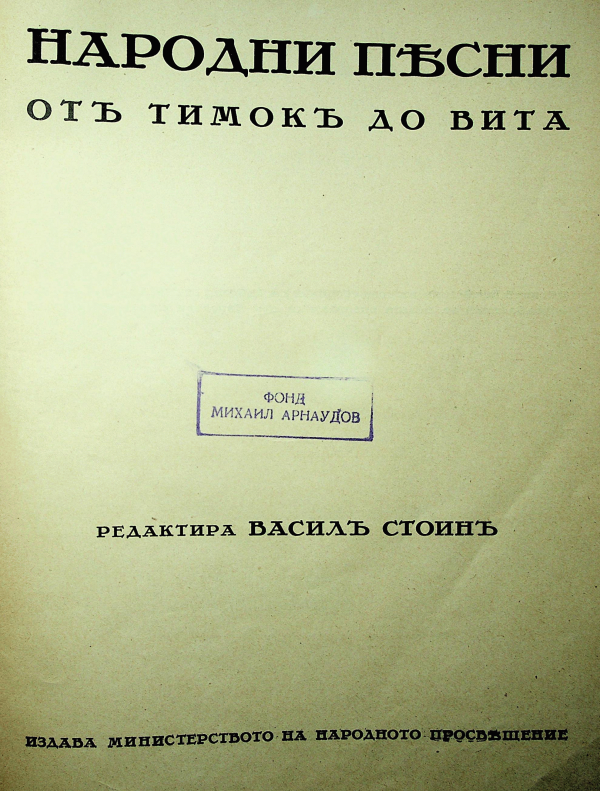 НАРОДНИ ПѢСНИ
ОТЪ ТИМОКЪ ДО ВИТА
ФОНД
МИХАИЛ АРНАУДОВ
РЕДАКТИРА ВАСИЛЪ СТОИНЪ
ИЗДАВА МИНИСТЕРСТВОТО НА НАРОДНОТО ПРОСВѢЩЕНИЕ